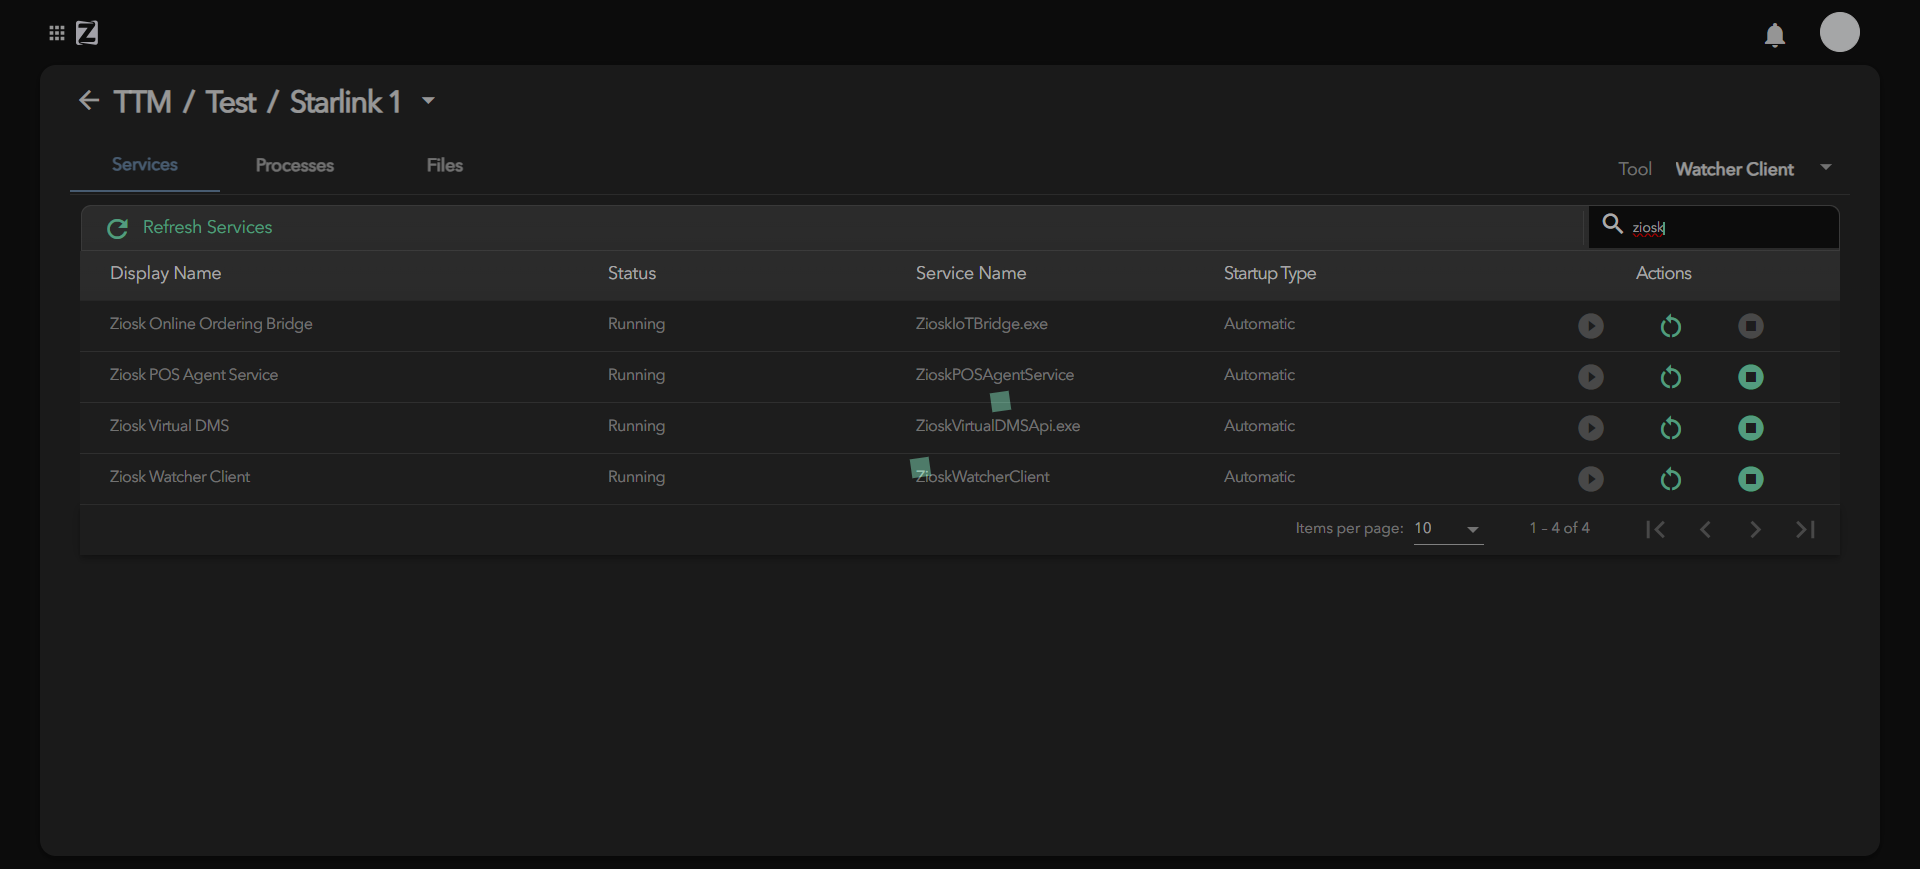 Z
TTM / Test / Starlink 1
Services Processes Files
Tool Watcher Client
Refresh Services
ziosk
Display Name Status Service Name Startup Type Actions
Ziosk Online Ordering Bridge Running ZioskIoTBridge.exe Automatic
Ziosk POS Agent Service Running ZioskPOSAgentService Automatic
Ziosk Virtual DMS Running ZioskVirtualDMSApi.exe Automatic
Ziosk Watcher Client Running ZioskWatcherClient Automatic
Items per page: 10 1 – 4 of 4